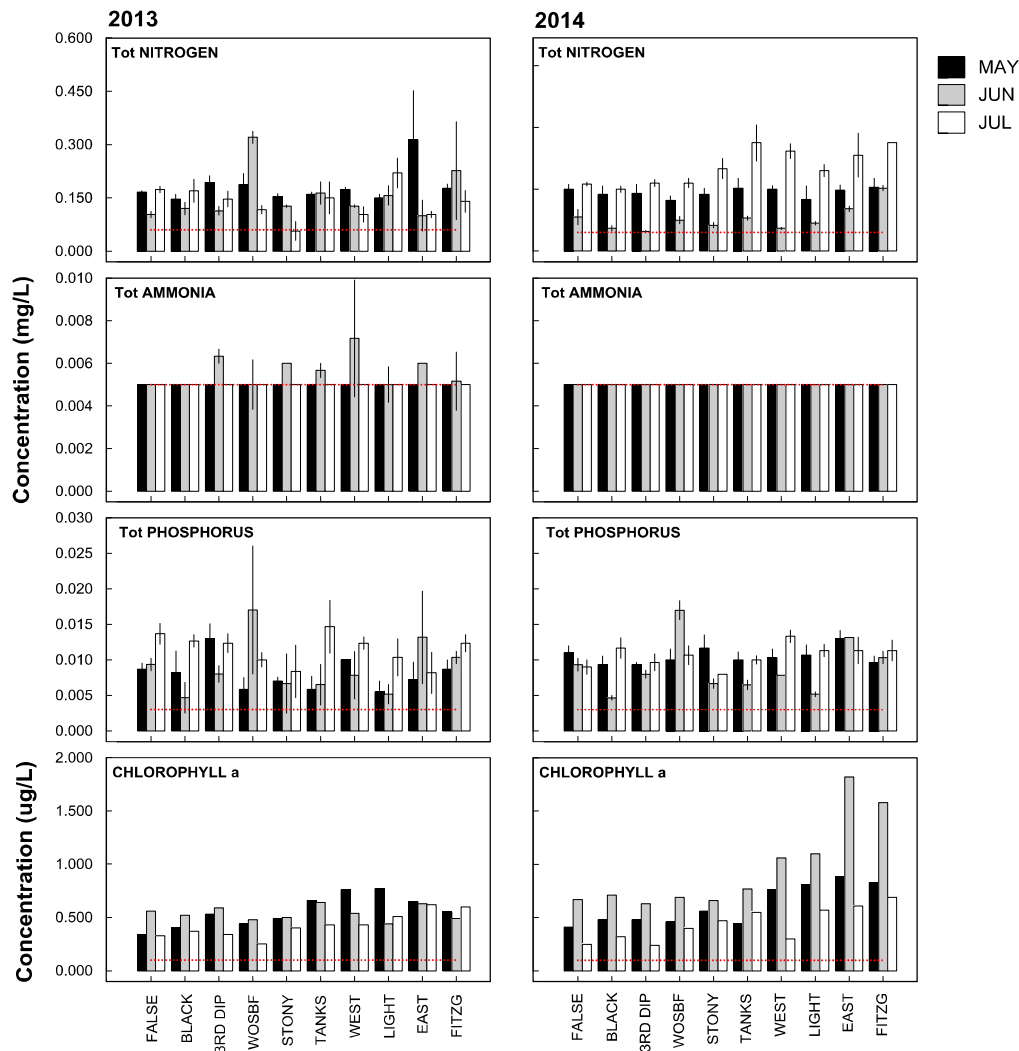 2013
2014
Tot NITROGEN
Tot NITROGEN
MAY
JUN
JUL
0.600
0.450
0.300
0.150
0.000
Concentration (mg/L)
Tot AMMONIA
Tot AMMONIA
0.010
0.008
0.006
0.004
0.002
0.000
Tot PHOSPHORUS
Tot PHOSPHORUS
0.030
0.025
0.020
0.015
0.010
0.005
0.000
Concentration (ug/L)
CHLOROPHYLL a
CHLOROPHYLL a
2.000
1.500
1.000
0.500
0.000
FALSE
BLACK
3RD DIP
WOSBF
STONY
TANKS
WEST
LIGHT
EAST
FITZG
FALSE
BLACK
3RD DIP
WOSBF
STONY
TANKS
WEST
LIGHT
EAST
FITZG